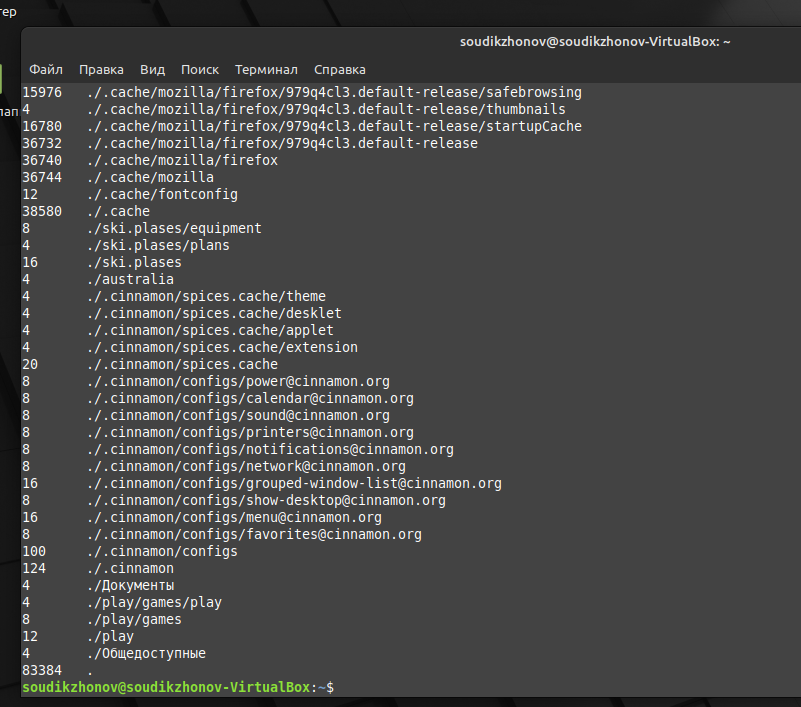 тер
soudikzhonov@soudikzhonov-VirtualBox: ~
Файл Правка Вид Поиск Терминал Справка
15976 ./.cache/mozilla/firefox/979q4cl3.default-release/safebrowsing
4 ./.cache/mozilla/firefox/979q4cl3.default-release/thumbnails
16780 ./.cache/mozilla/firefox/979q4cl3.default-release/startupCache
36732 ./.cache/mozilla/firefox/979q4cl3.default-release
36740 ./.cache/mozilla/firefox
36744 ./.cache/mozilla
12 ./.cache/fontconfig
38580 ./.cache
8 ./ski.plases/equipment
4 ./ski.plases/plans
16 ./ski.plases
4 ./australia
4 ./.cinnamon/spices.cache/theme
4 ./.cinnamon/spices.cache/desklet
4 ./.cinnamon/spices.cache/applet
4 ./.cinnamon/spices.cache/extension
20 ./.cinnamon/spices.cache
8 ./.cinnamon/configs/power@cinnamon.org
8 ./.cinnamon/configs/calendar@cinnamon.org
8 ./.cinnamon/configs/sound@cinnamon.org
8 ./.cinnamon/configs/printers@cinnamon.org
8 ./.cinnamon/configs/notifications@cinnamon.org
8 ./.cinnamon/configs/network@cinnamon.org
16 ./.cinnamon/configs/grouped-window-list@cinnamon.org
8 ./.cinnamon/configs/show-desktop@cinnamon.org
16 ./.cinnamon/configs/menu@cinnamon.org
8 ./.cinnamon/configs/favorites@cinnamon.org
100 ./.cinnamon/configs
124 ./.cinnamon
4 ./Документы
4 ./play/games/play
8 ./play/games
12 ./play
4 ./Общедоступные
83384 .
soudikzhonov@soudikzhonov-VirtualBox:~$